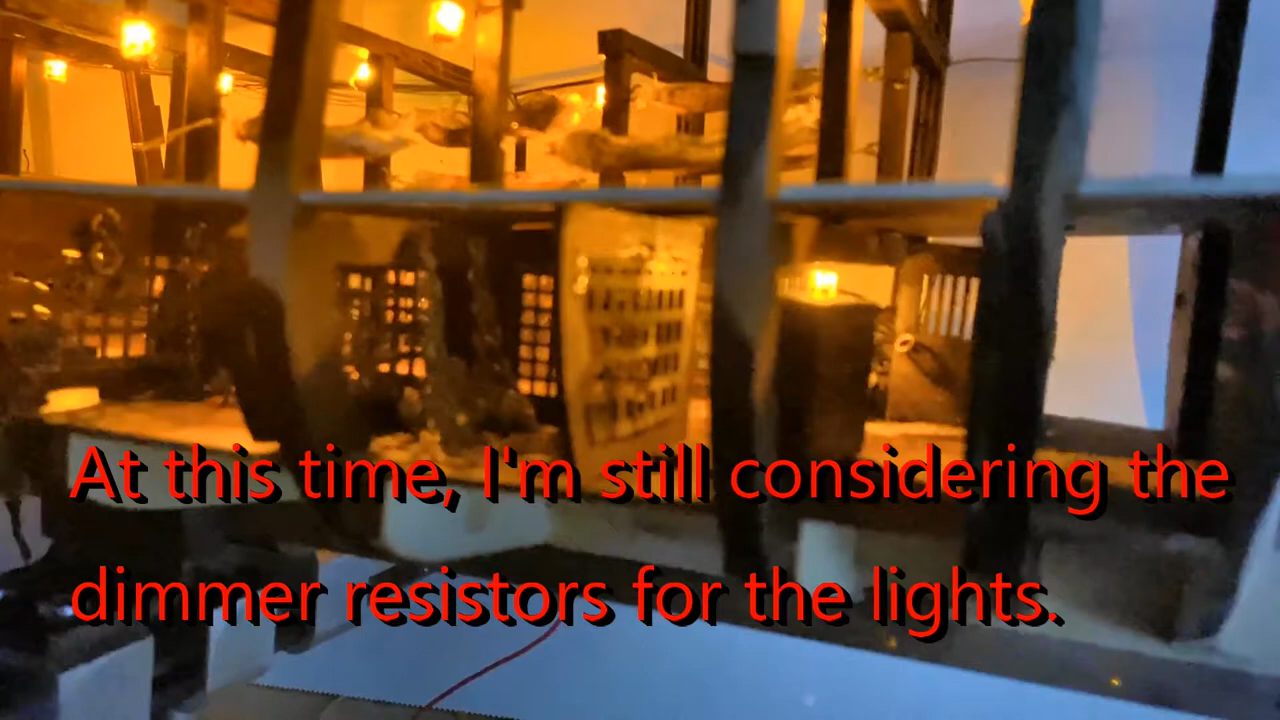 At this time, I'm still considering the
dimmer resistors for the lights.